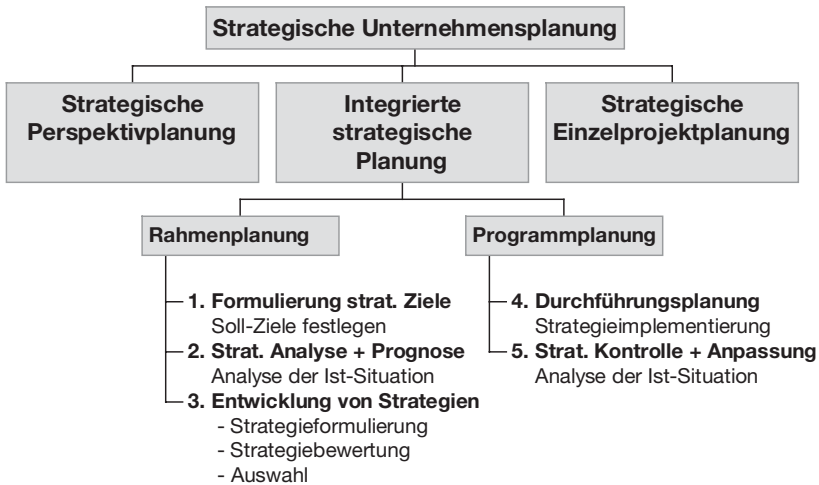 Strategische Unternehmensplanung
Strategische
Perspektivplanung
Integrierte
strategische
Planung
Strategische
Einzelprojektplanung
Rahmenplanung
1. Formulierung strat. Ziele
Soll-Ziele festlegen
2. Strat. Analyse + Prognose
Analyse der Ist-Situation
3. Entwicklung von Strategien
- Strategieformulierung
- Strategiebewertung
- Auswahl
Programmplanung
4. Durchführungsplanung
Strategieimplementierung
5. Strat. Kontrolle + Anpassung
Analyse der Ist-Situation